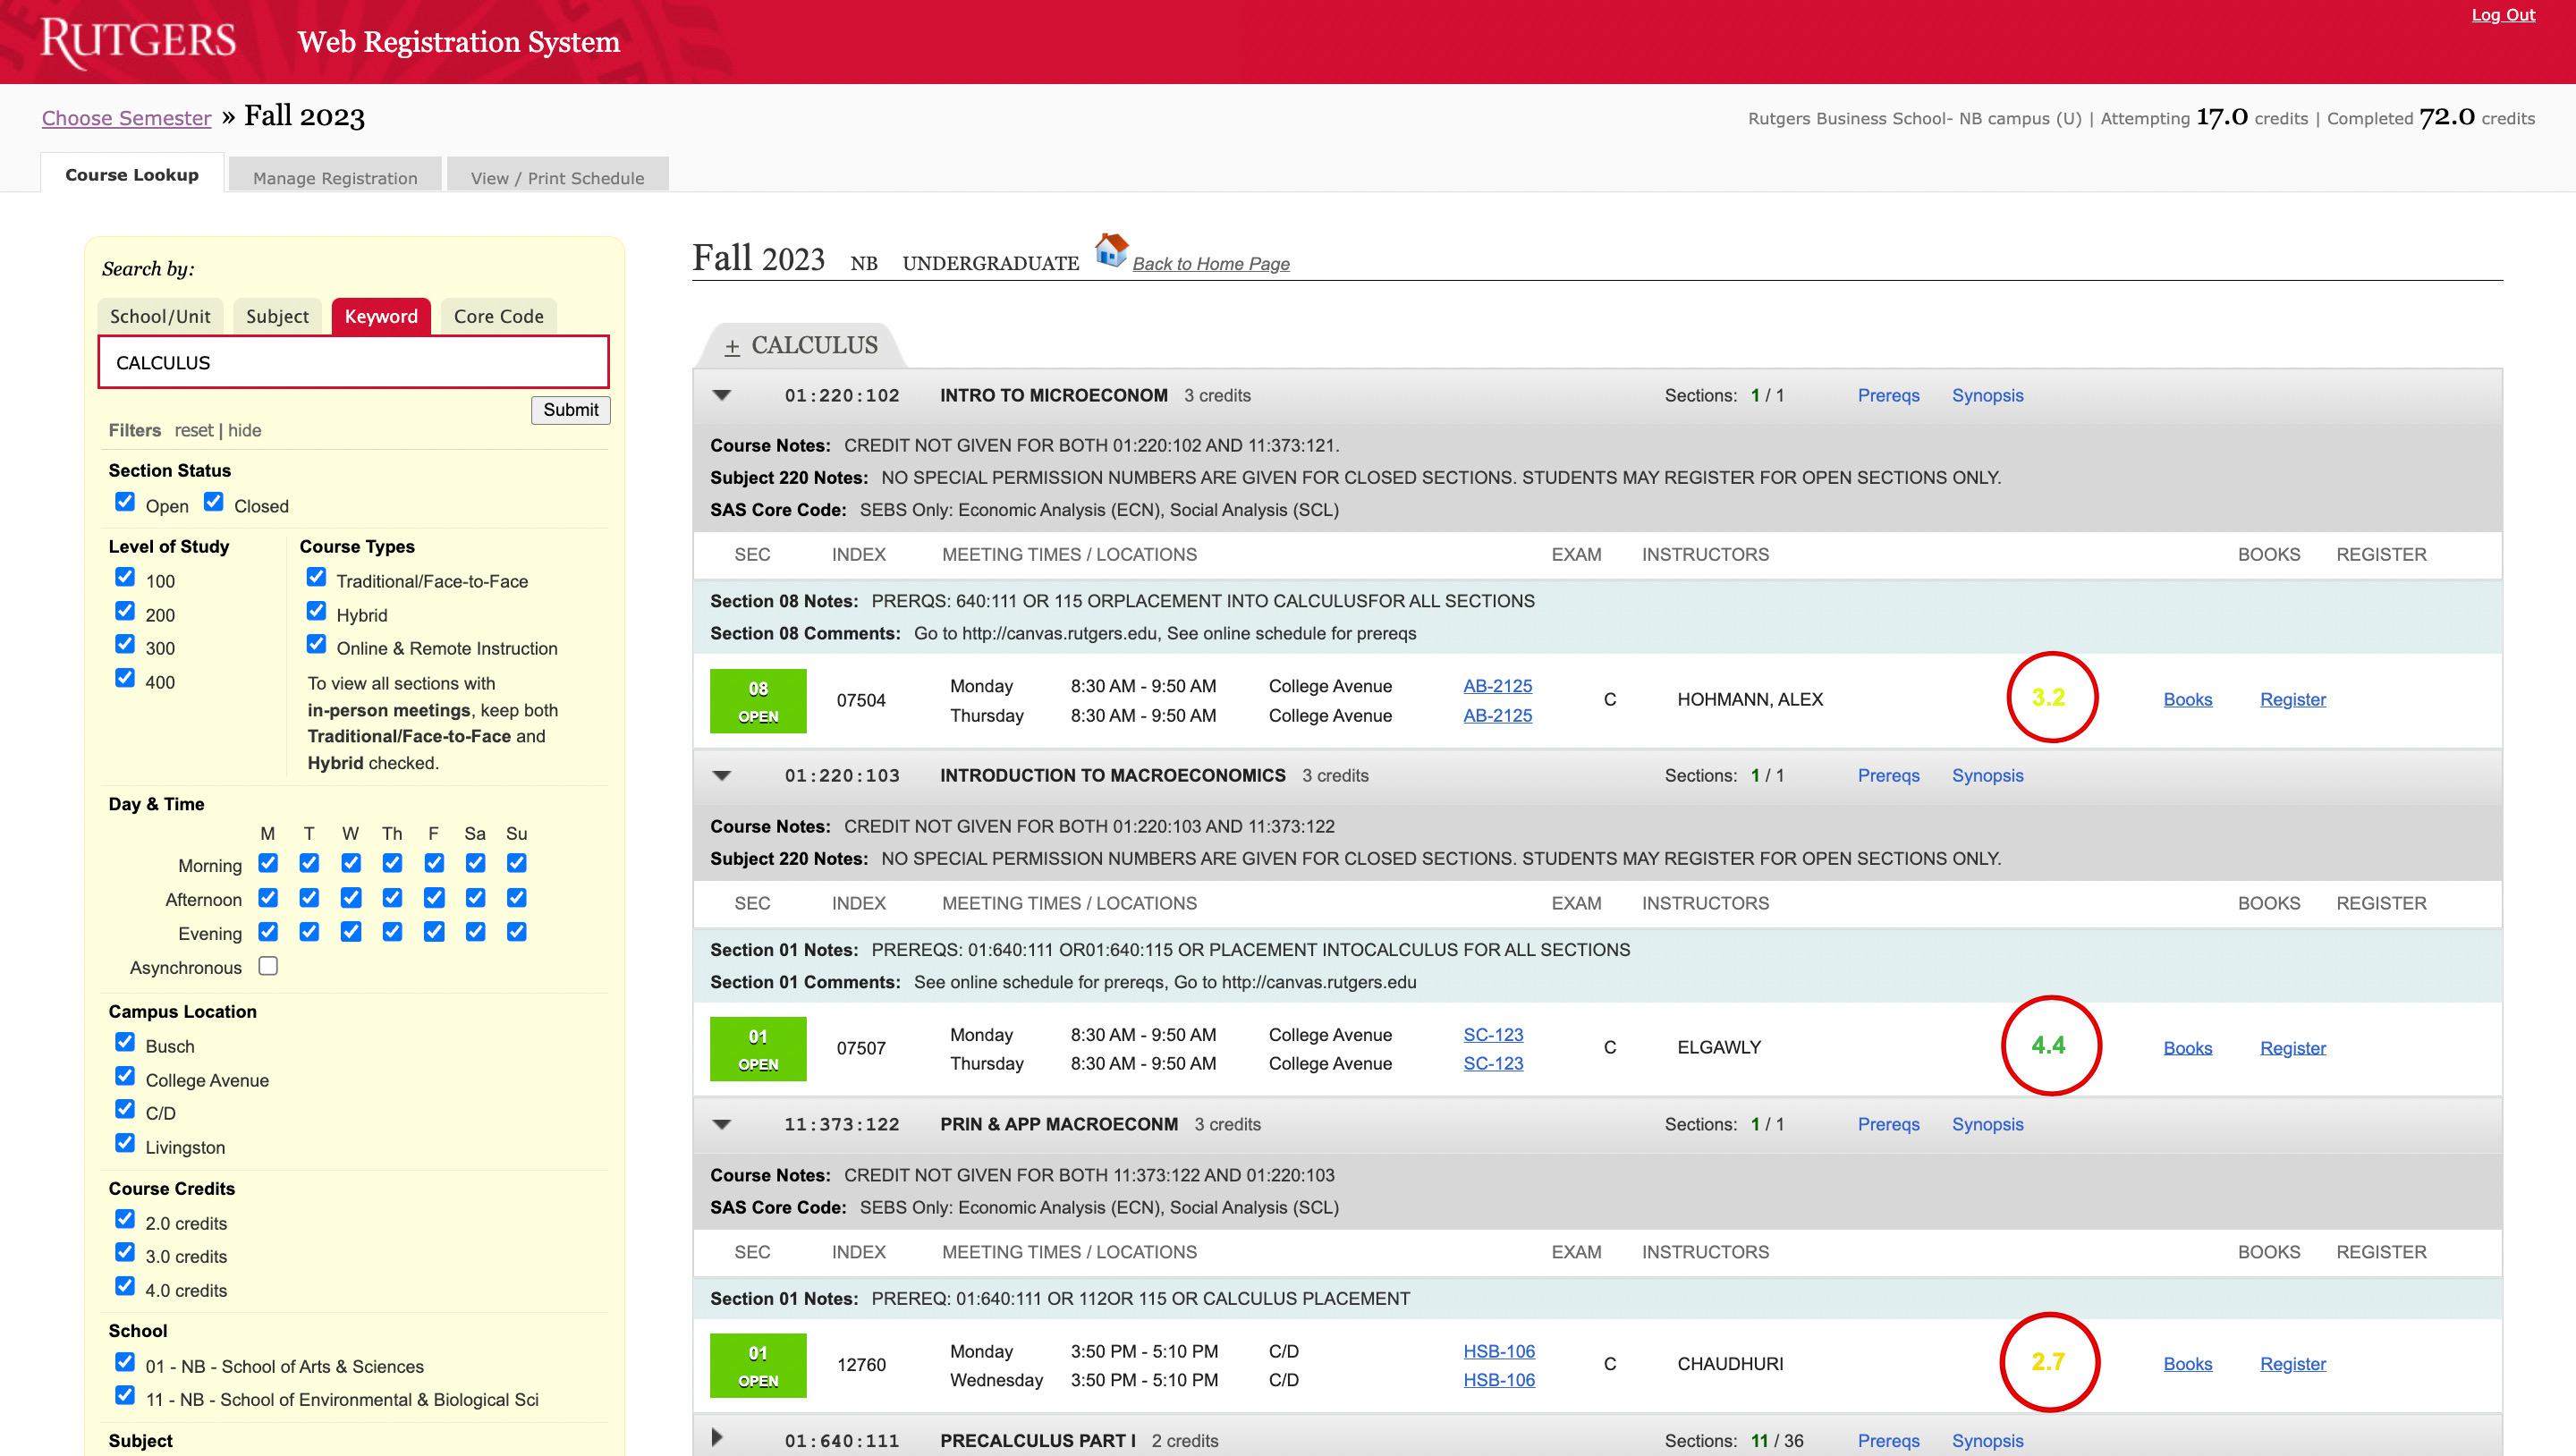 RUTGERS Web Registration System Log Out
Choose Semester » Fall 2023 Rutgers Business School- NB campus (U) | Attempting 17.0 credits | Completed 72.0 credits
Course Lookup Manage Registration View / Print Schedule
Search by:
School/Unit Subject Keyword Core Code
CALCULUS
Submit
Filters reset | hide
Section Status
Open Closed
Level of Study
100
200
300
400
Course Types
Traditional/Face-to-Face
Hybrid
Online & Remote Instruction
To view all sections with
in-person meetings, keep both
Traditional/Face-to-Face and
Hybrid checked.
Day & Time
M T W Th F Sa Su
Morning
Afternoon
Evening
Asynchronous
Campus Location
Busch
College Avenue
C/D
Livingston
Course Credits
2.0 credits
3.0 credits
4.0 credits
School
01 - NB - School of Arts & Sciences
11 - NB - School of Environmental & Biological Sci
Subject
Fall 2023 NB UNDERGRADUATE Back to Home Page
+ CALCULUS
01:220:102 INTRO TO MICROECONOM 3 credits Sections: 1 / 1 Prereqs Synopsis
Course Notes: CREDIT NOT GIVEN FOR BOTH 01:220:102 AND 11:373:121.
Subject 220 Notes: NO SPECIAL PERMISSION NUMBERS ARE GIVEN FOR CLOSED SECTIONS. STUDENTS MAY REGISTER FOR OPEN SECTIONS ONLY.
SAS Core Code: SEBS Only: Economic Analysis (ECN), Social Analysis (SCL)
SEC INDEX MEETING TIMES / LOCATIONS EXAM INSTRUCTORS BOOKS REGISTER
Section 08 Notes: PRERQS: 640:111 OR 115 ORPLACEMENT INTO CALCULUSFOR ALL SECTIONS
Section 08 Comments: Go to http://canvas.rutgers.edu, See online schedule for prereqs
08 OPEN 07504 Monday 8:30 AM - 9:50 AM College Avenue AB-2125 C HOHMANN, ALEX 3.2 Books Register
Thursday 8:30 AM - 9:50 AM College Avenue AB-2125
01:220:103 INTRODUCTION TO MACROECONOMICS 3 credits Sections: 1 / 1 Prereqs Synopsis
Course Notes: CREDIT NOT GIVEN FOR BOTH 01:220:103 AND 11:373:122
Subject 220 Notes: NO SPECIAL PERMISSION NUMBERS ARE GIVEN FOR CLOSED SECTIONS. STUDENTS MAY REGISTER FOR OPEN SECTIONS ONLY.
SEC INDEX MEETING TIMES / LOCATIONS EXAM INSTRUCTORS BOOKS REGISTER
Section 01 Notes: PREREQS: 01:640:111 OR01:640:115 OR PLACEMENT INTOCALCULUS FOR ALL SECTIONS
Section 01 Comments: See online schedule for prereqs, Go to http://canvas.rutgers.edu
01 OPEN 07507 Monday 8:30 AM - 9:50 AM College Avenue SC-123 C ELGAWLY 4.4 Books Register
Thursday 8:30 AM - 9:50 AM College Avenue SC-123
11:373:122 PRIN & APP MACROECONM 3 credits Sections: 1 / 1 Prereqs Synopsis
Course Notes: CREDIT NOT GIVEN FOR BOTH 11:373:122 AND 01:220:103
SAS Core Code: SEBS Only: Economic Analysis (ECN), Social Analysis (SCL)
SEC INDEX MEETING TIMES / LOCATIONS EXAM INSTRUCTORS BOOKS REGISTER
Section 01 Notes: PREREQ: 01:640:111 OR 112OR 115 OR CALCULUS PLACEMENT
01 OPEN 12760 Monday 3:50 PM - 5:10 PM C/D HSB-106 C CHAUDHURI 2.7 Books Register
Wednesday 3:50 PM - 5:10 PM C/D HSB-106
01:640:111 PRECALCULUS PART I 2 credits Sections: 11 / 36 Prereqs Synopsis